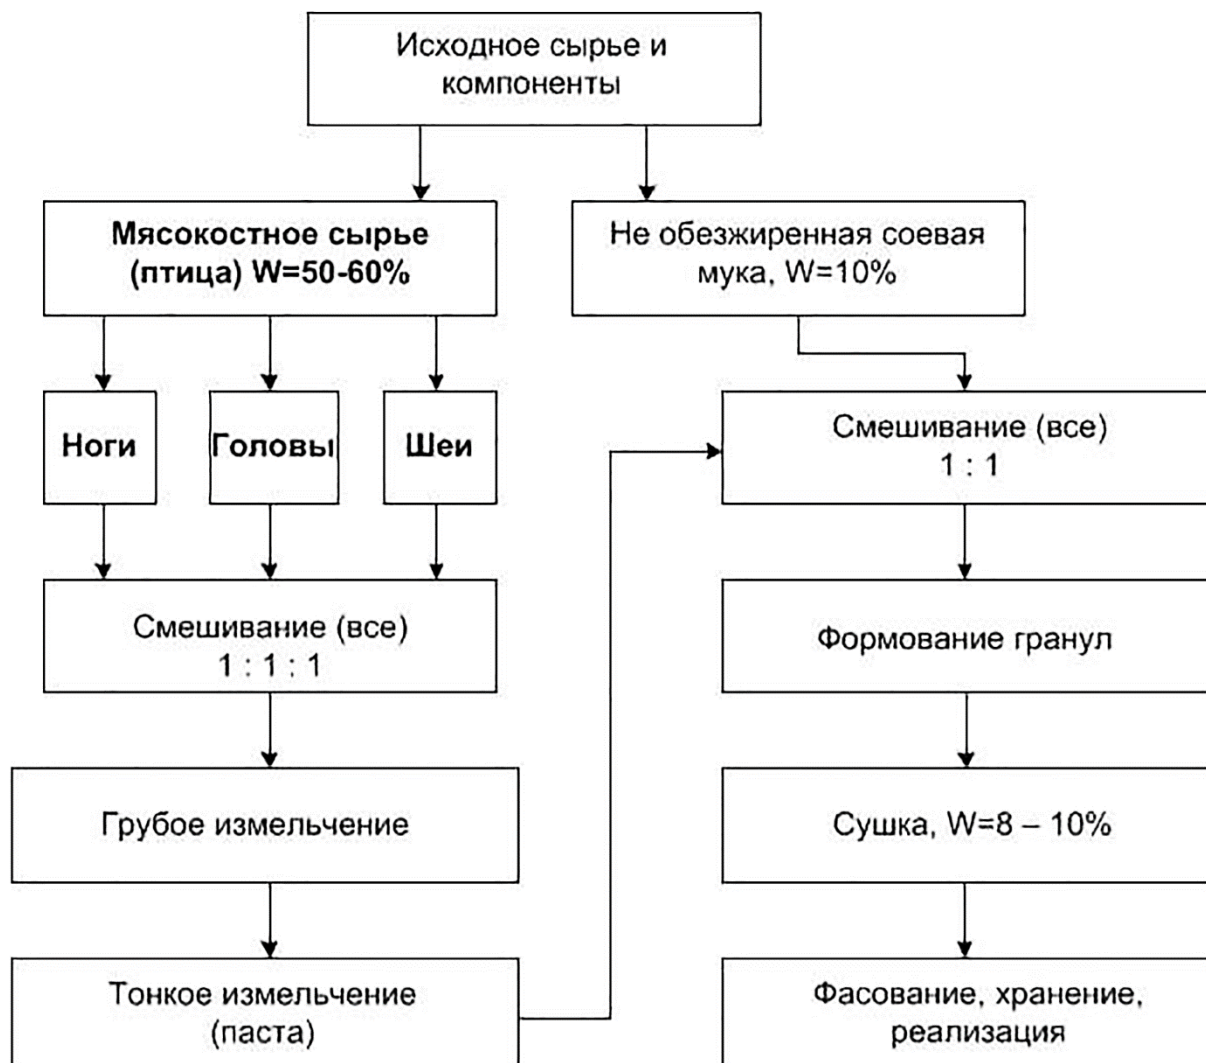 Исходное сырье и
компоненты
Мясокостное сырье
(птица) W=50-60%
Не обезжиренная соевая
мука, W=10%
Ноги
Головы
Шеи
Смешивание (все)
1 : 1
Смешивание (все)
1 : 1 : 1
Формование гранул
Грубое измельчение
Сушка, W=8 – 10%
Тонкое измельчение
(паста)
Фасование, хранение,
реализация